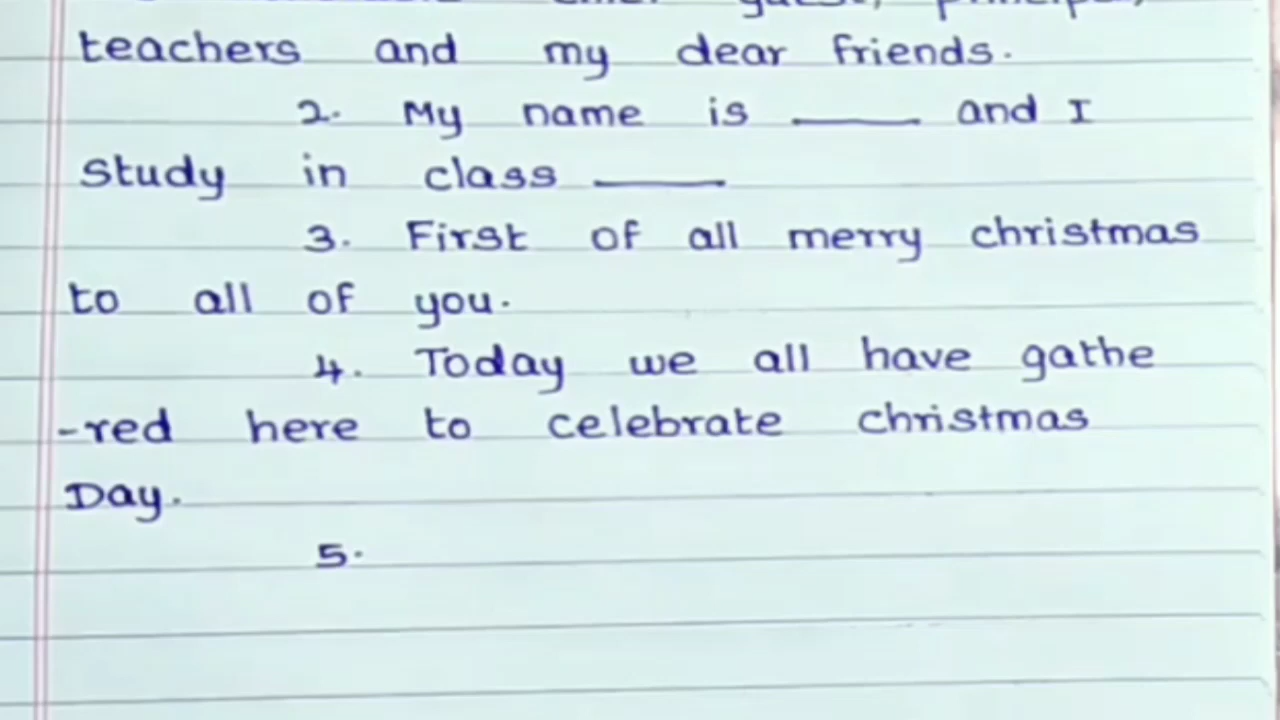 guest, principal,
teachers and my dear friends.
2. My name is ____ and I
study in class ____
3. First of all merry christmas
to all of you.
4. Today we all have gathe
-red here to celebrate christmas
Day.
5.